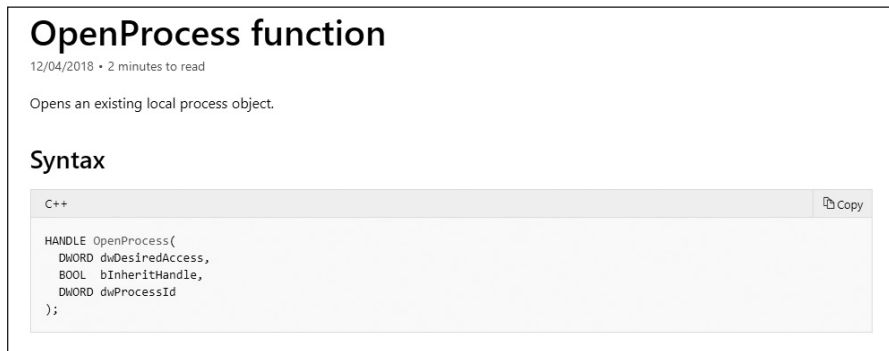 OpenProcess function
12/04/2018 • 2 minutes to read
Opens an existing local process object.
Syntax
C++ Copy
HANDLE OpenProcess(
  DWORD dwDesiredAccess,
  BOOL  bInheritHandle,
  DWORD dwProcessId
);